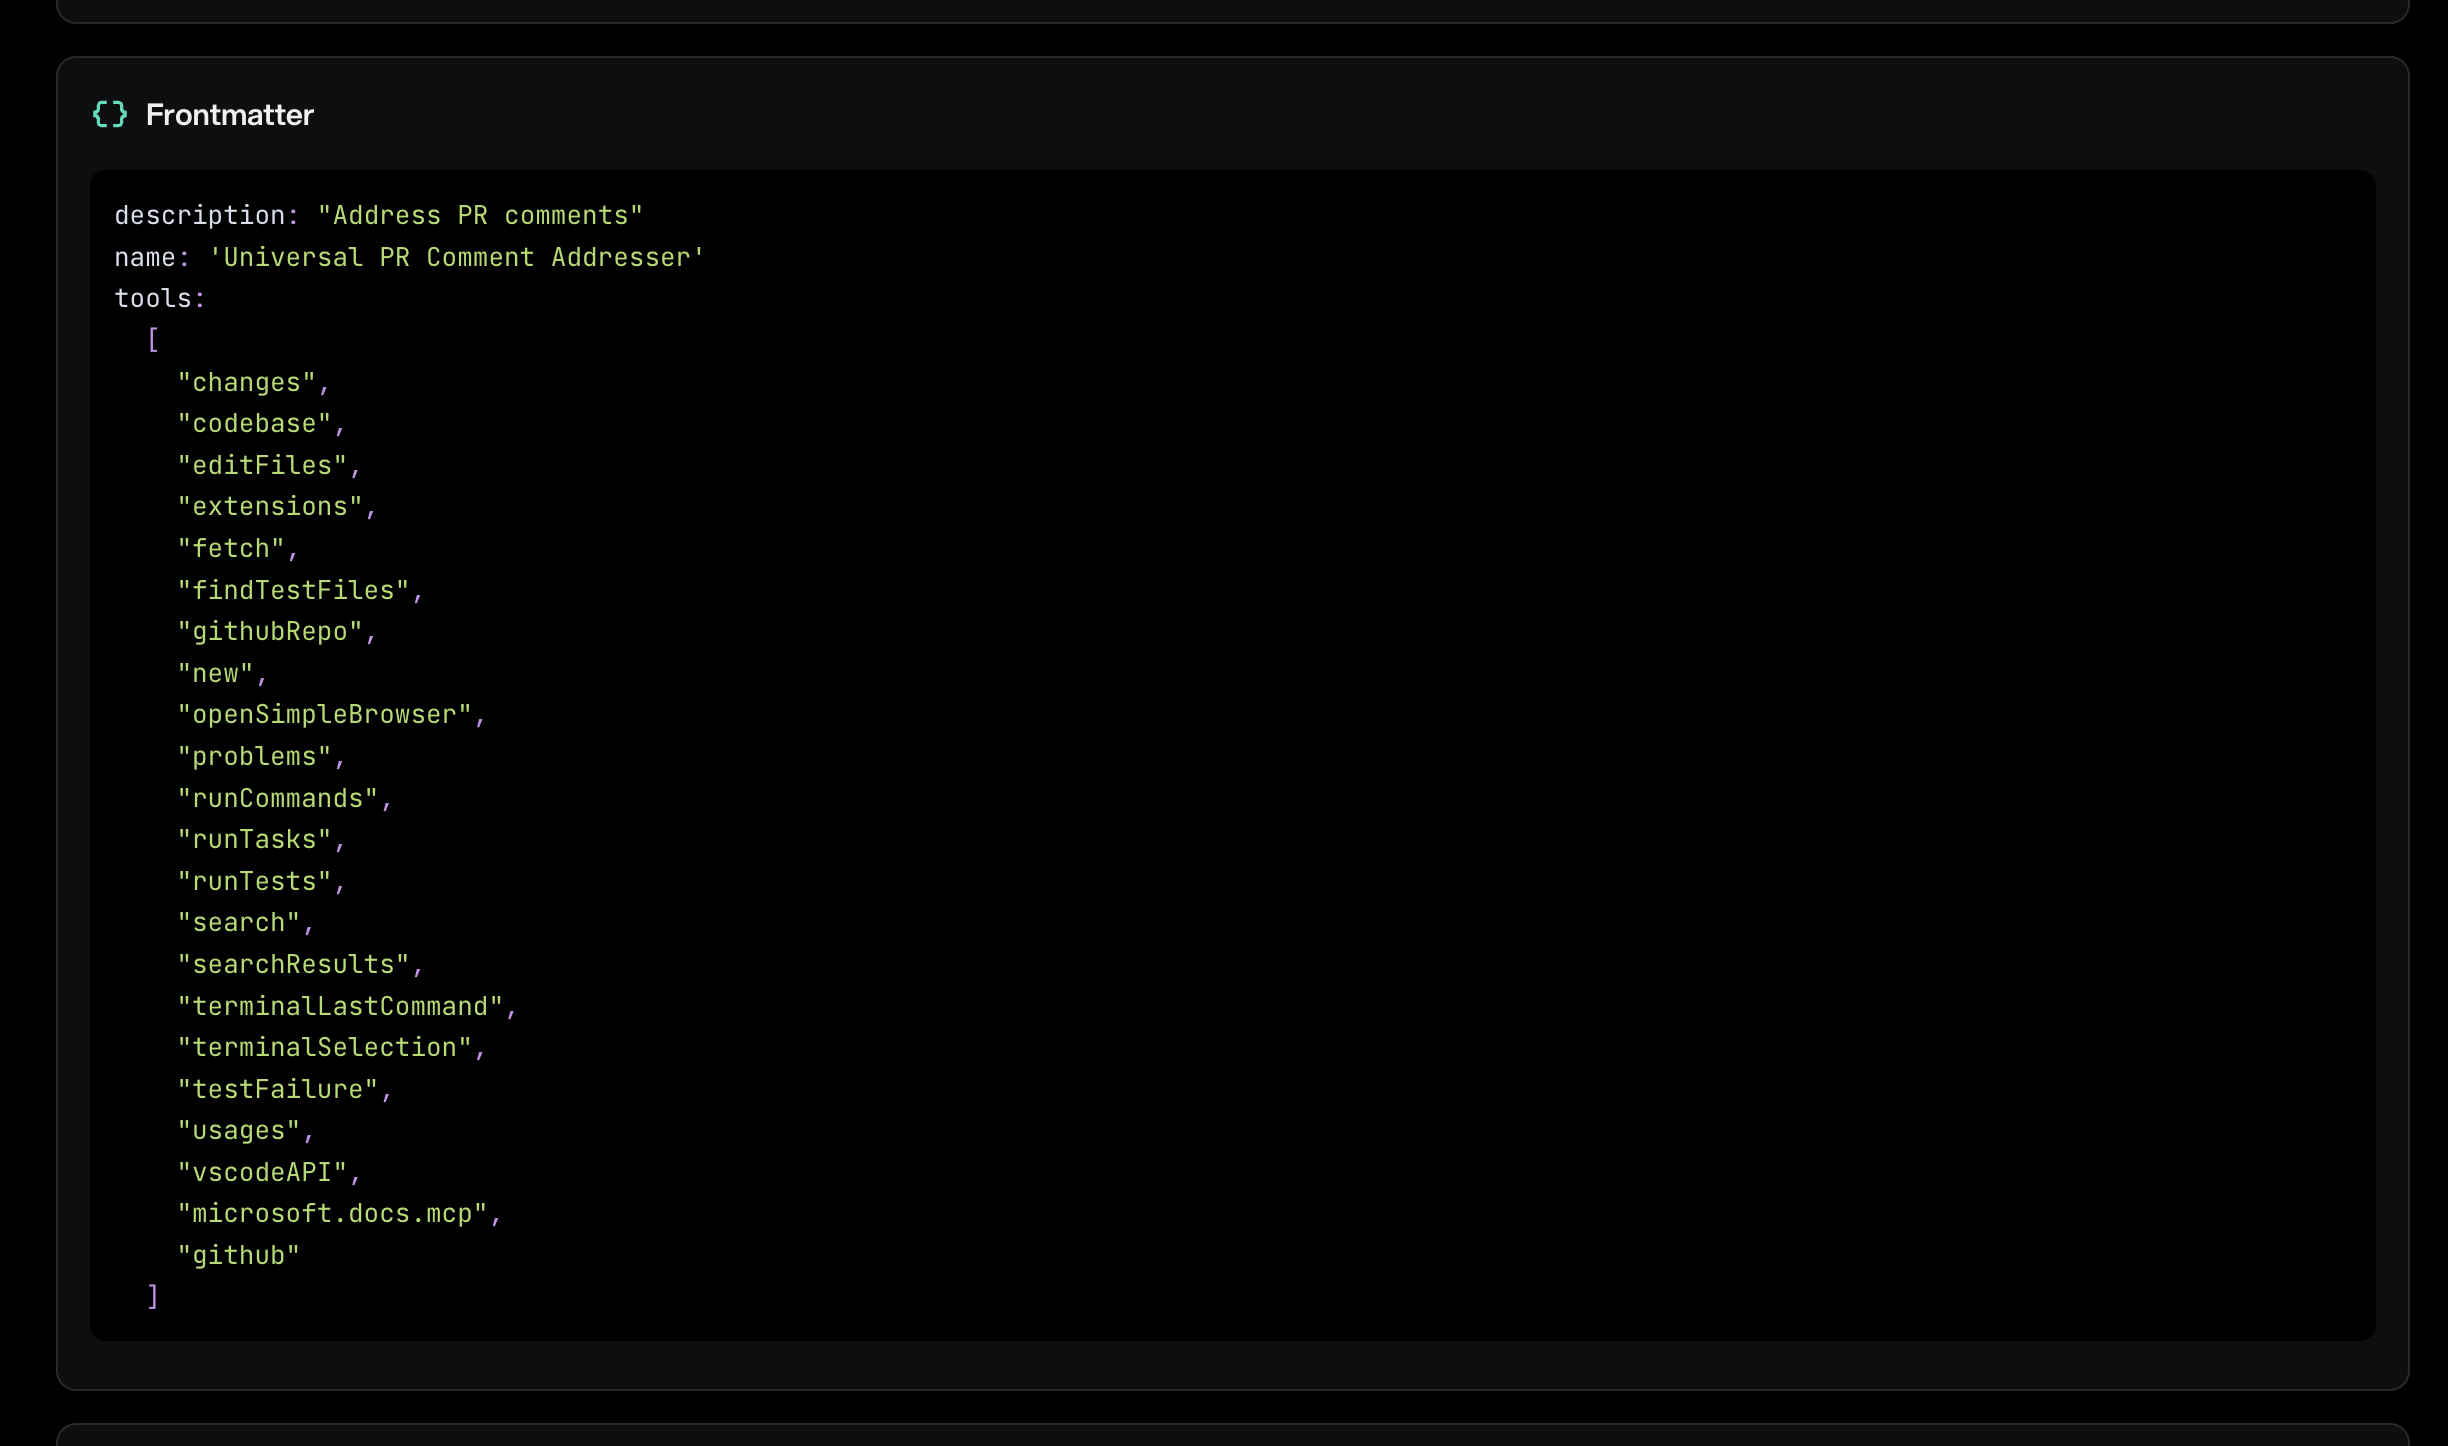 {} Frontmatter
description: "Address PR comments"
name: 'Universal PR Comment Addresser'
tools:
  [
    "changes",
    "codebase",
    "editFiles",
    "extensions",
    "fetch",
    "findTestFiles",
    "githubRepo",
    "new",
    "openSimpleBrowser",
    "problems",
    "runCommands",
    "runTasks",
    "runTests",
    "search",
    "searchResults",
    "terminalLastCommand",
    "terminalSelection",
    "testFailure",
    "usages",
    "vscodeAPI",
    "microsoft.docs.mcp",
    "github"
  ]